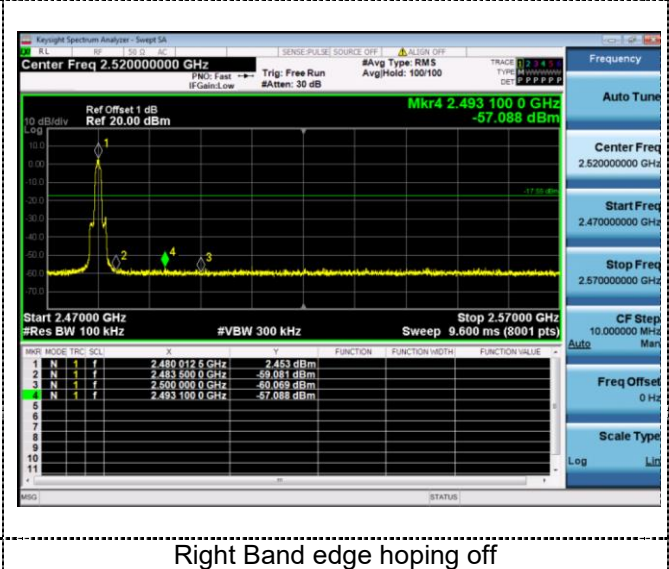 Keysight Spectrum Analyzer - Swept SA
RL RF 50 Ω AC SENSE:PULSE SOURCE OFF ALIGN OFF
Center Freq 2.520000000 GHz
PNO: Fast
IFGain:Low
Trig: Free Run
#Atten: 30 dB
#Avg Type: RMS
Avg|Hold: 100/100
TRACE 1 2 3 4 5 6
TYPE M WWWWW
DET P P P P P P
Frequency
Auto Tune
Center Freq
2.520000000 GHz
Start Freq
2.470000000 GHz
Stop Freq
2.570000000 GHz
CF Step
10.000000 MHz
Auto Man
Freq Offset
0 Hz
Scale Type
Log Lin
Ref Offset 1 dB
10 dB/div Ref 20.00 dBm
Log
Mkr4 2.493 100 0 GHz
-57.088 dBm
10.0
0.00
-10.0
-20.0
-30.0
-40.0
-50.0
-60.0
-70.0
1
2
4
3
Start 2.47000 GHz Stop 2.57000 GHz
#Res BW 100 kHz #VBW 300 kHz Sweep 9.600 ms (8001 pts)
MKR MODE TRC SCL X Y FUNCTION FUNCTION WIDTH FUNCTION VALUE
1 N 1 f 2.480 012 5 GHz 2.453 dBm
2 N 1 f 2.483 500 0 GHz -59.081 dBm
3 N 1 f 2.500 000 0 GHz -60.069 dBm
4 N 1 f 2.493 100 0 GHz -57.088 dBm
5
6
7
8
9
10
11
MSG STATUS
Right Band edge hoping off